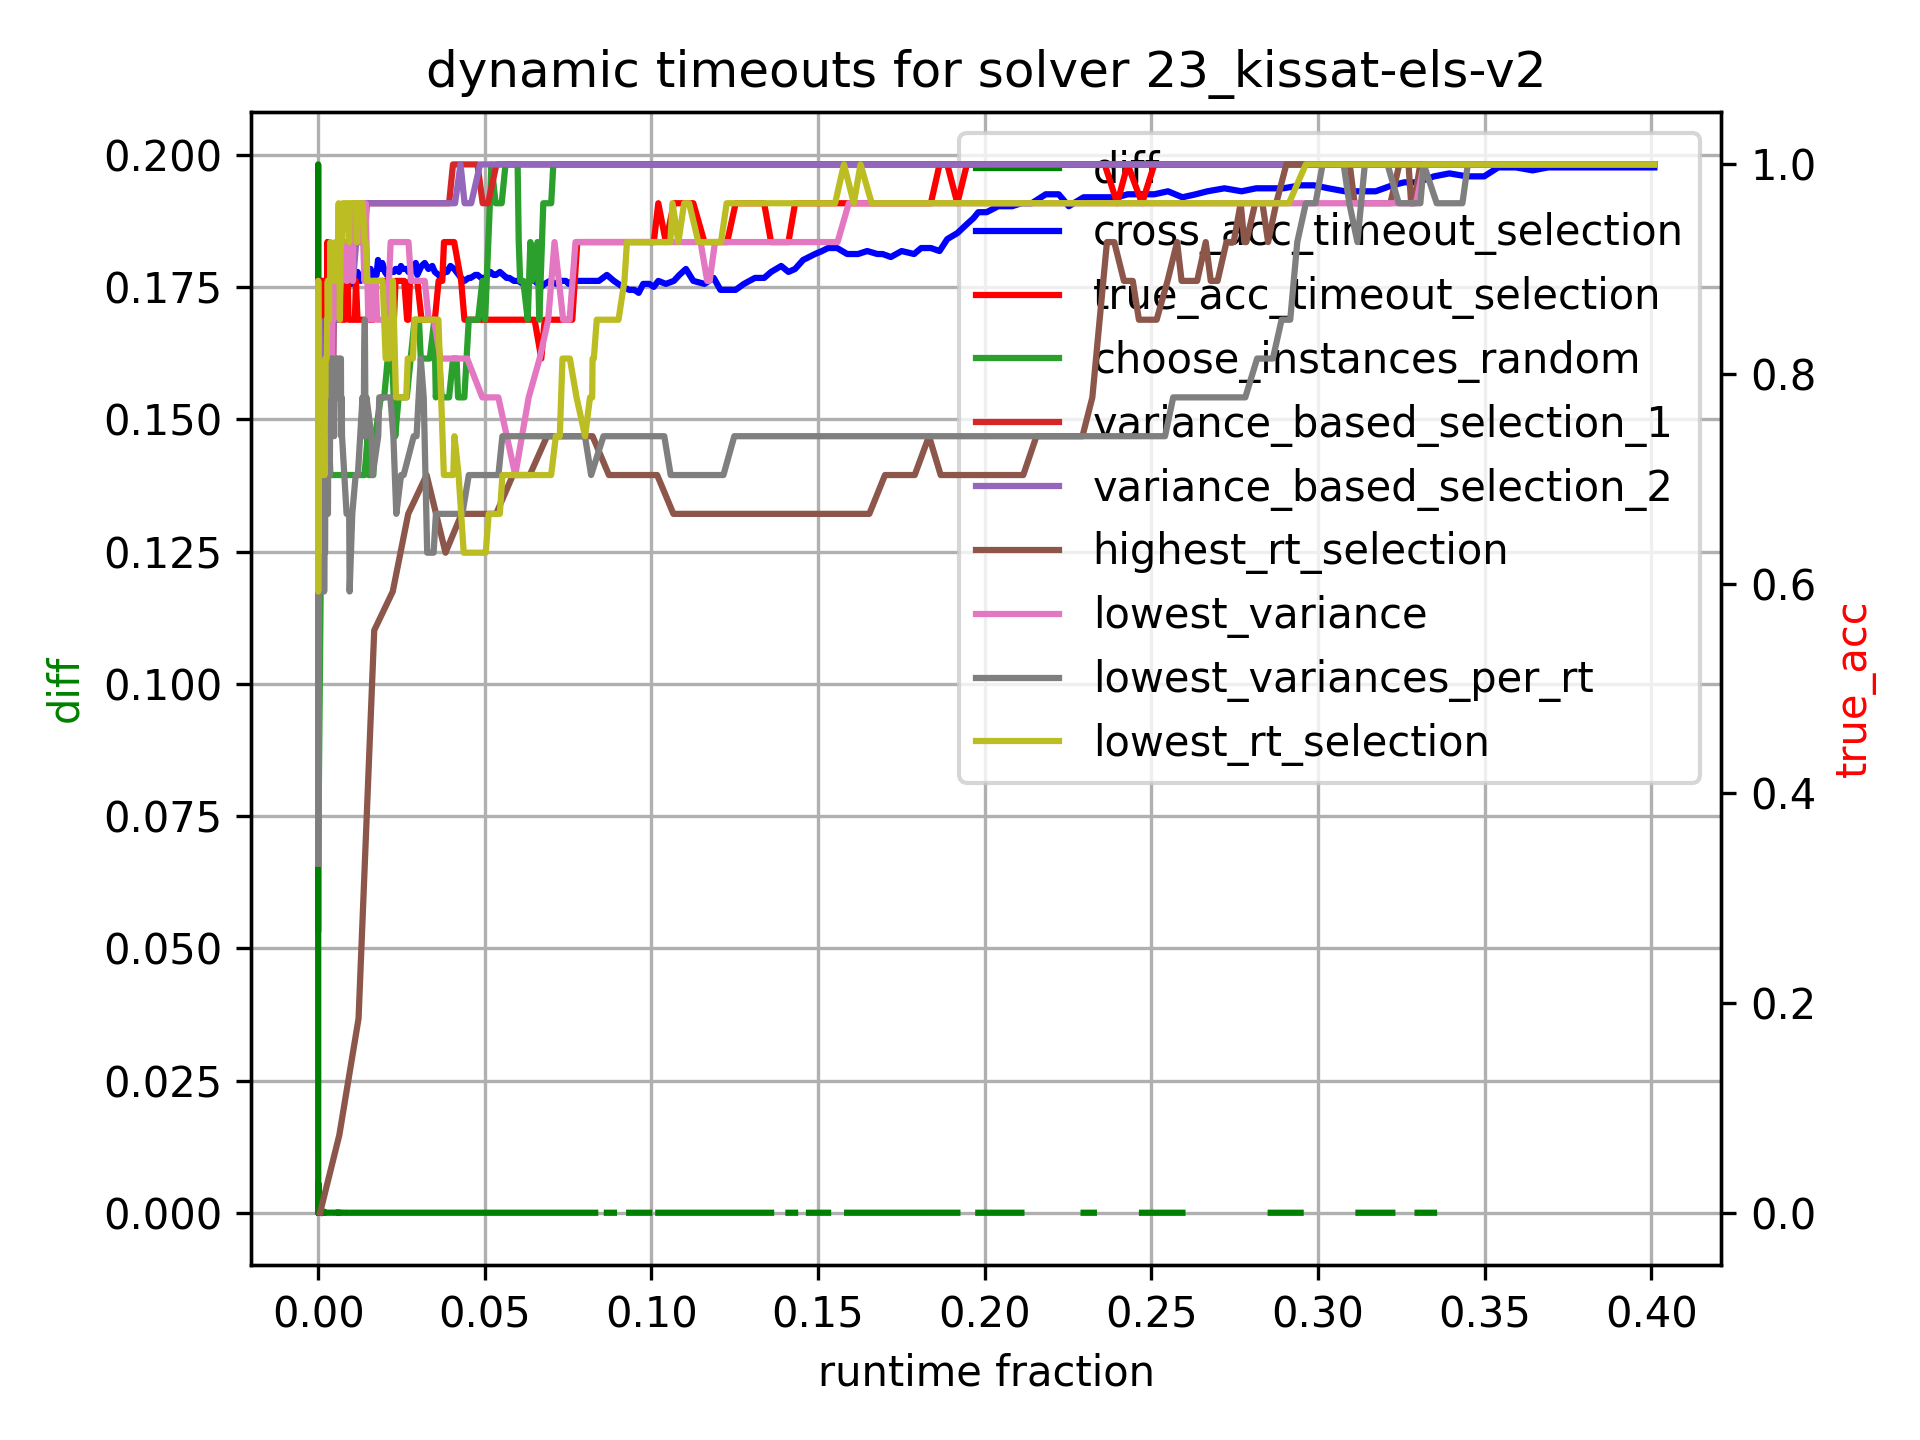 dynamic timeouts for solver 23_kissat-els-v2
0.200
0.175
0.150
0.125
0.100
0.075
0.050
0.025
0.000
diff
diff
cross_acc_timeout_selection
true_acc_timeout_selection
choose_instances_random
variance_based_selection_1
variance_based_selection_2
highest_rt_selection
lowest_variance
lowest_variances_per_rt
lowest_rt_selection
1.0
0.8
0.6
0.4
0.2
0.0
true_acc
0.00 0.05 0.10 0.15 0.20 0.25 0.30 0.35 0.40
runtime fraction